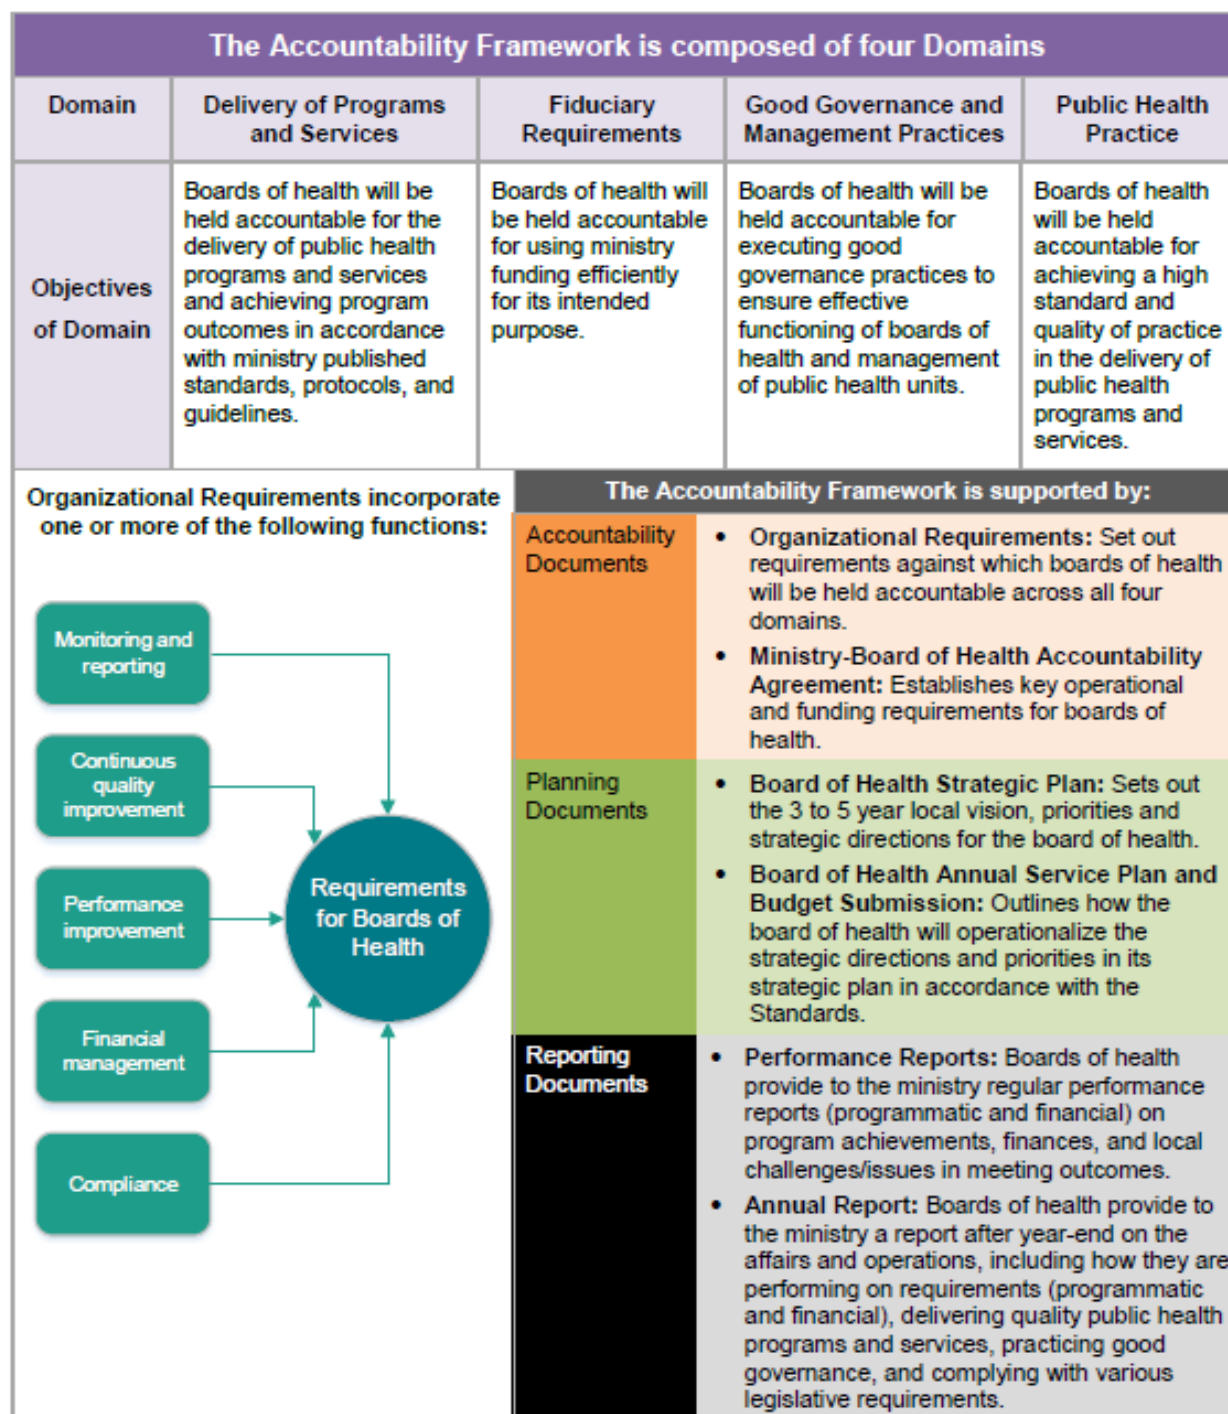 The Accountability Framework is composed of four Domains
Domain
Delivery of Programs
and Services
Fiduciary
Requirements
Good Governance and
Management Practices
Public Health
Practice
Objectives
of Domain
Boards of health will be
held accountable for the
delivery of public health
programs and services
and achieving program
outcomes in accordance
with ministry published
standards, protocols, and
guidelines.
Boards of health will
be held accountable
for using ministry
funding efficiently
for its intended
purpose.
Boards of health will be
held accountable for
executing good
governance practices to
ensure effective
functioning of boards of
health and management
of public health units.
Boards of health
will be held
accountable for
achieving a high
standard and
quality of practice
in the delivery of
public health
programs and
services.
Organizational Requirements incorporate
one or more of the following functions:
Monitoring and
reporting
Continuous
quality
improvement
Performance
improvement
Financial
management
Compliance
Requirements
for Boards of
Health
The Accountability Framework is supported by:
Accountability
Documents
• Organizational Requirements: Set out
requirements against which boards of health
will be held accountable across all four
domains.
• Ministry-Board of Health Accountability
Agreement: Establishes key operational
and funding requirements for boards of
health.
Planning
Documents
• Board of Health Strategic Plan: Sets out
the 3 to 5 year local vision, priorities and
strategic directions for the board of health.
• Board of Health Annual Service Plan and
Budget Submission: Outlines how the
board of health will operationalize the
strategic directions and priorities in its
strategic plan in accordance with the
Standards.
Reporting
Documents
• Performance Reports: Boards of health
provide to the ministry regular performance
reports (programmatic and financial) on
program achievements, finances, and local
challenges/issues in meeting outcomes.
• Annual Report: Boards of health provide to
the ministry a report after year-end on the
affairs and operations, including how they are
performing on requirements (programmatic
and financial), delivering quality public health
programs and services, practicing good
governance, and complying with various
legislative requirements.